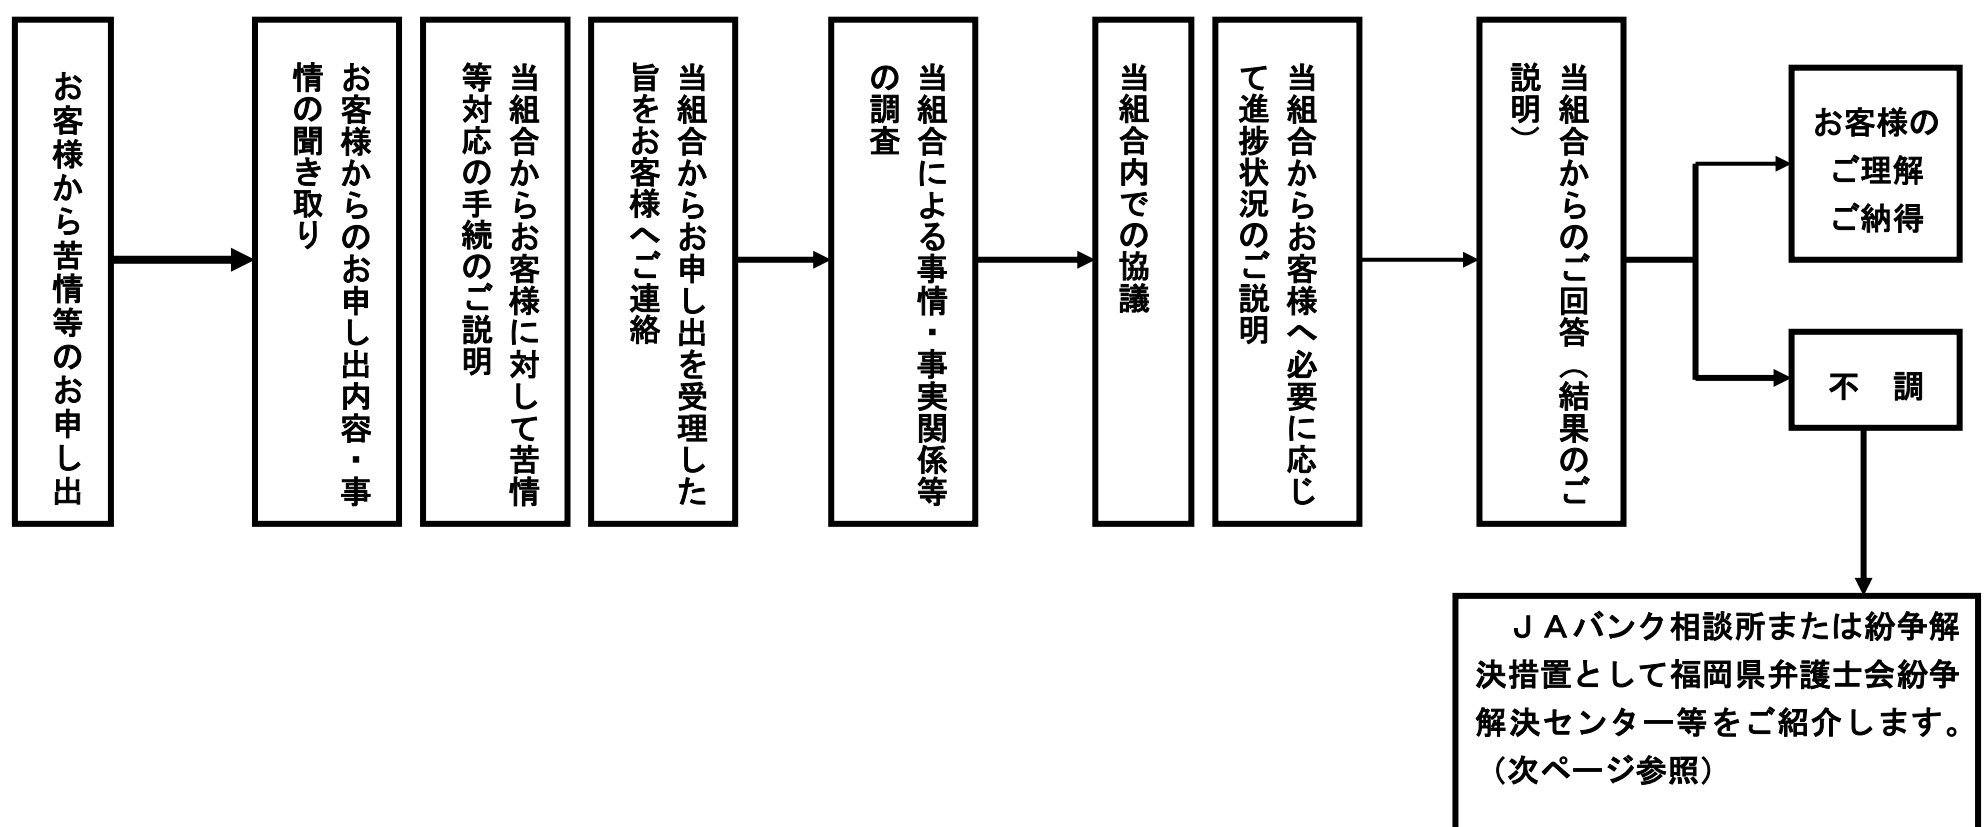 お客様から苦情等のお申し出
お客様からのお申し出内容・事
情の聞き取り
当組合からお客様に対して苦情
等対応の手続のご説明
当組合からお申し出を受理した
旨をお客様へご連絡
当組合による事情・事実関係等
の調査
当組合内での協議
当組合からお客様へ必要に応じ
て進捗状況のご説明
当組合からのご回答（結果のご
説明）
お客様の
ご理解
ご納得
不　調
ＪＡバンク相談所または紛争解
決措置として福岡県弁護士会紛争
解決センター等をご紹介します。
（次ページ参照）